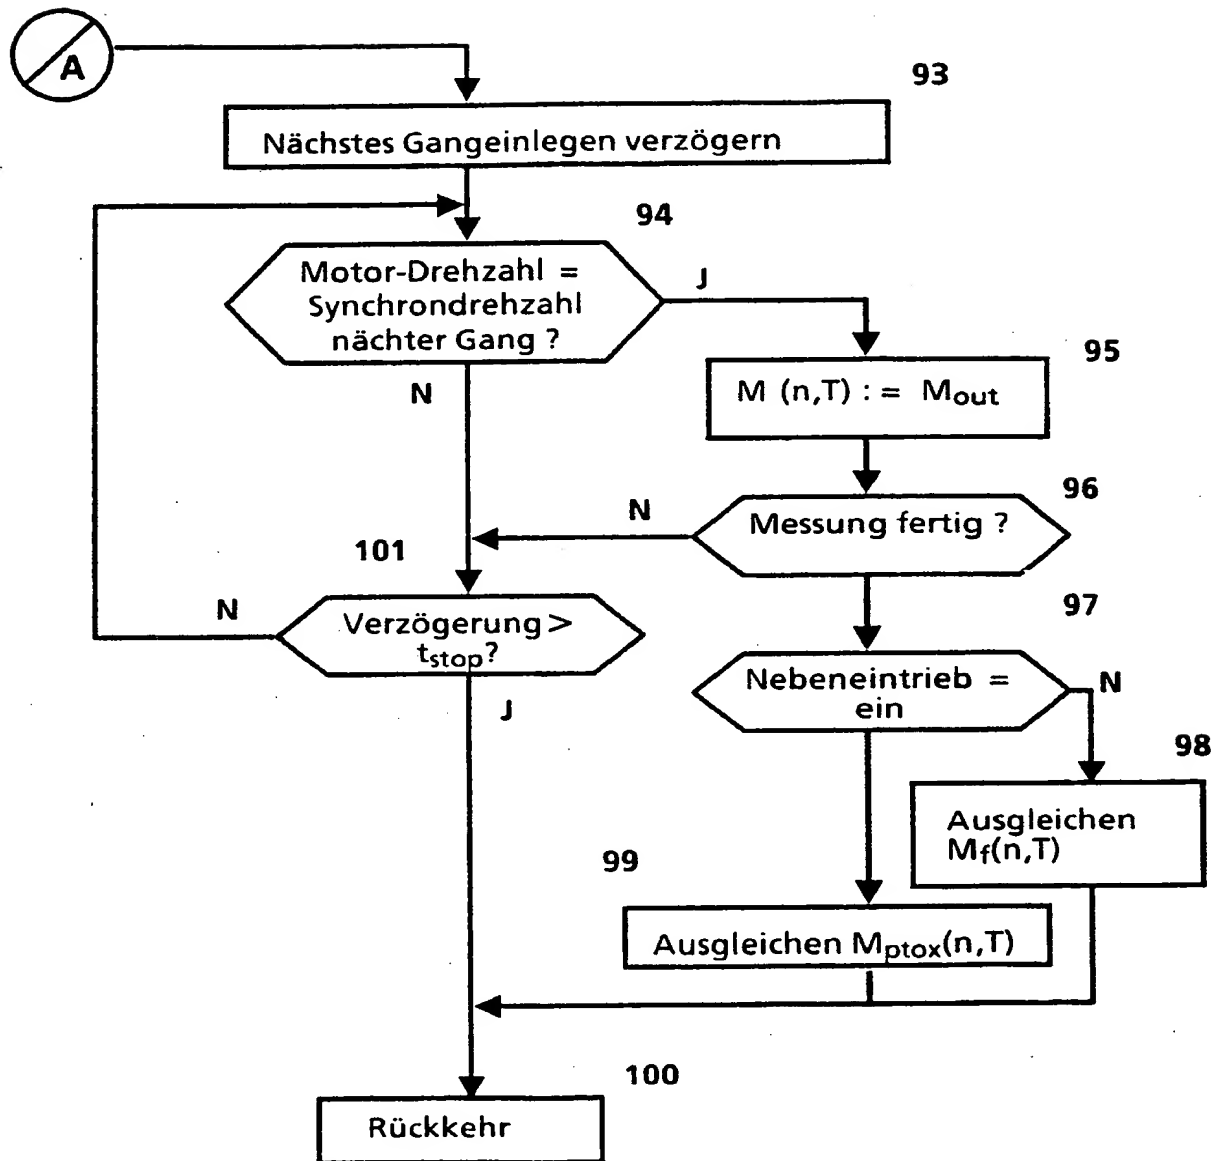 A
93
Nächstes Gangeinlegen verzögern
94
Motor-Drehzahl =
Synchrondrehzahl
nächter Gang ?
J
N
95
M (n,T) : = Mout
96
Messung fertig ?
N
101
Verzögerung >
tstop?
N
J
97
Nebeneintrieb =
ein
N
98
Ausgleichen
Mf(n,T)
99
Ausgleichen Mptox(n,T)
100
Rückkehr